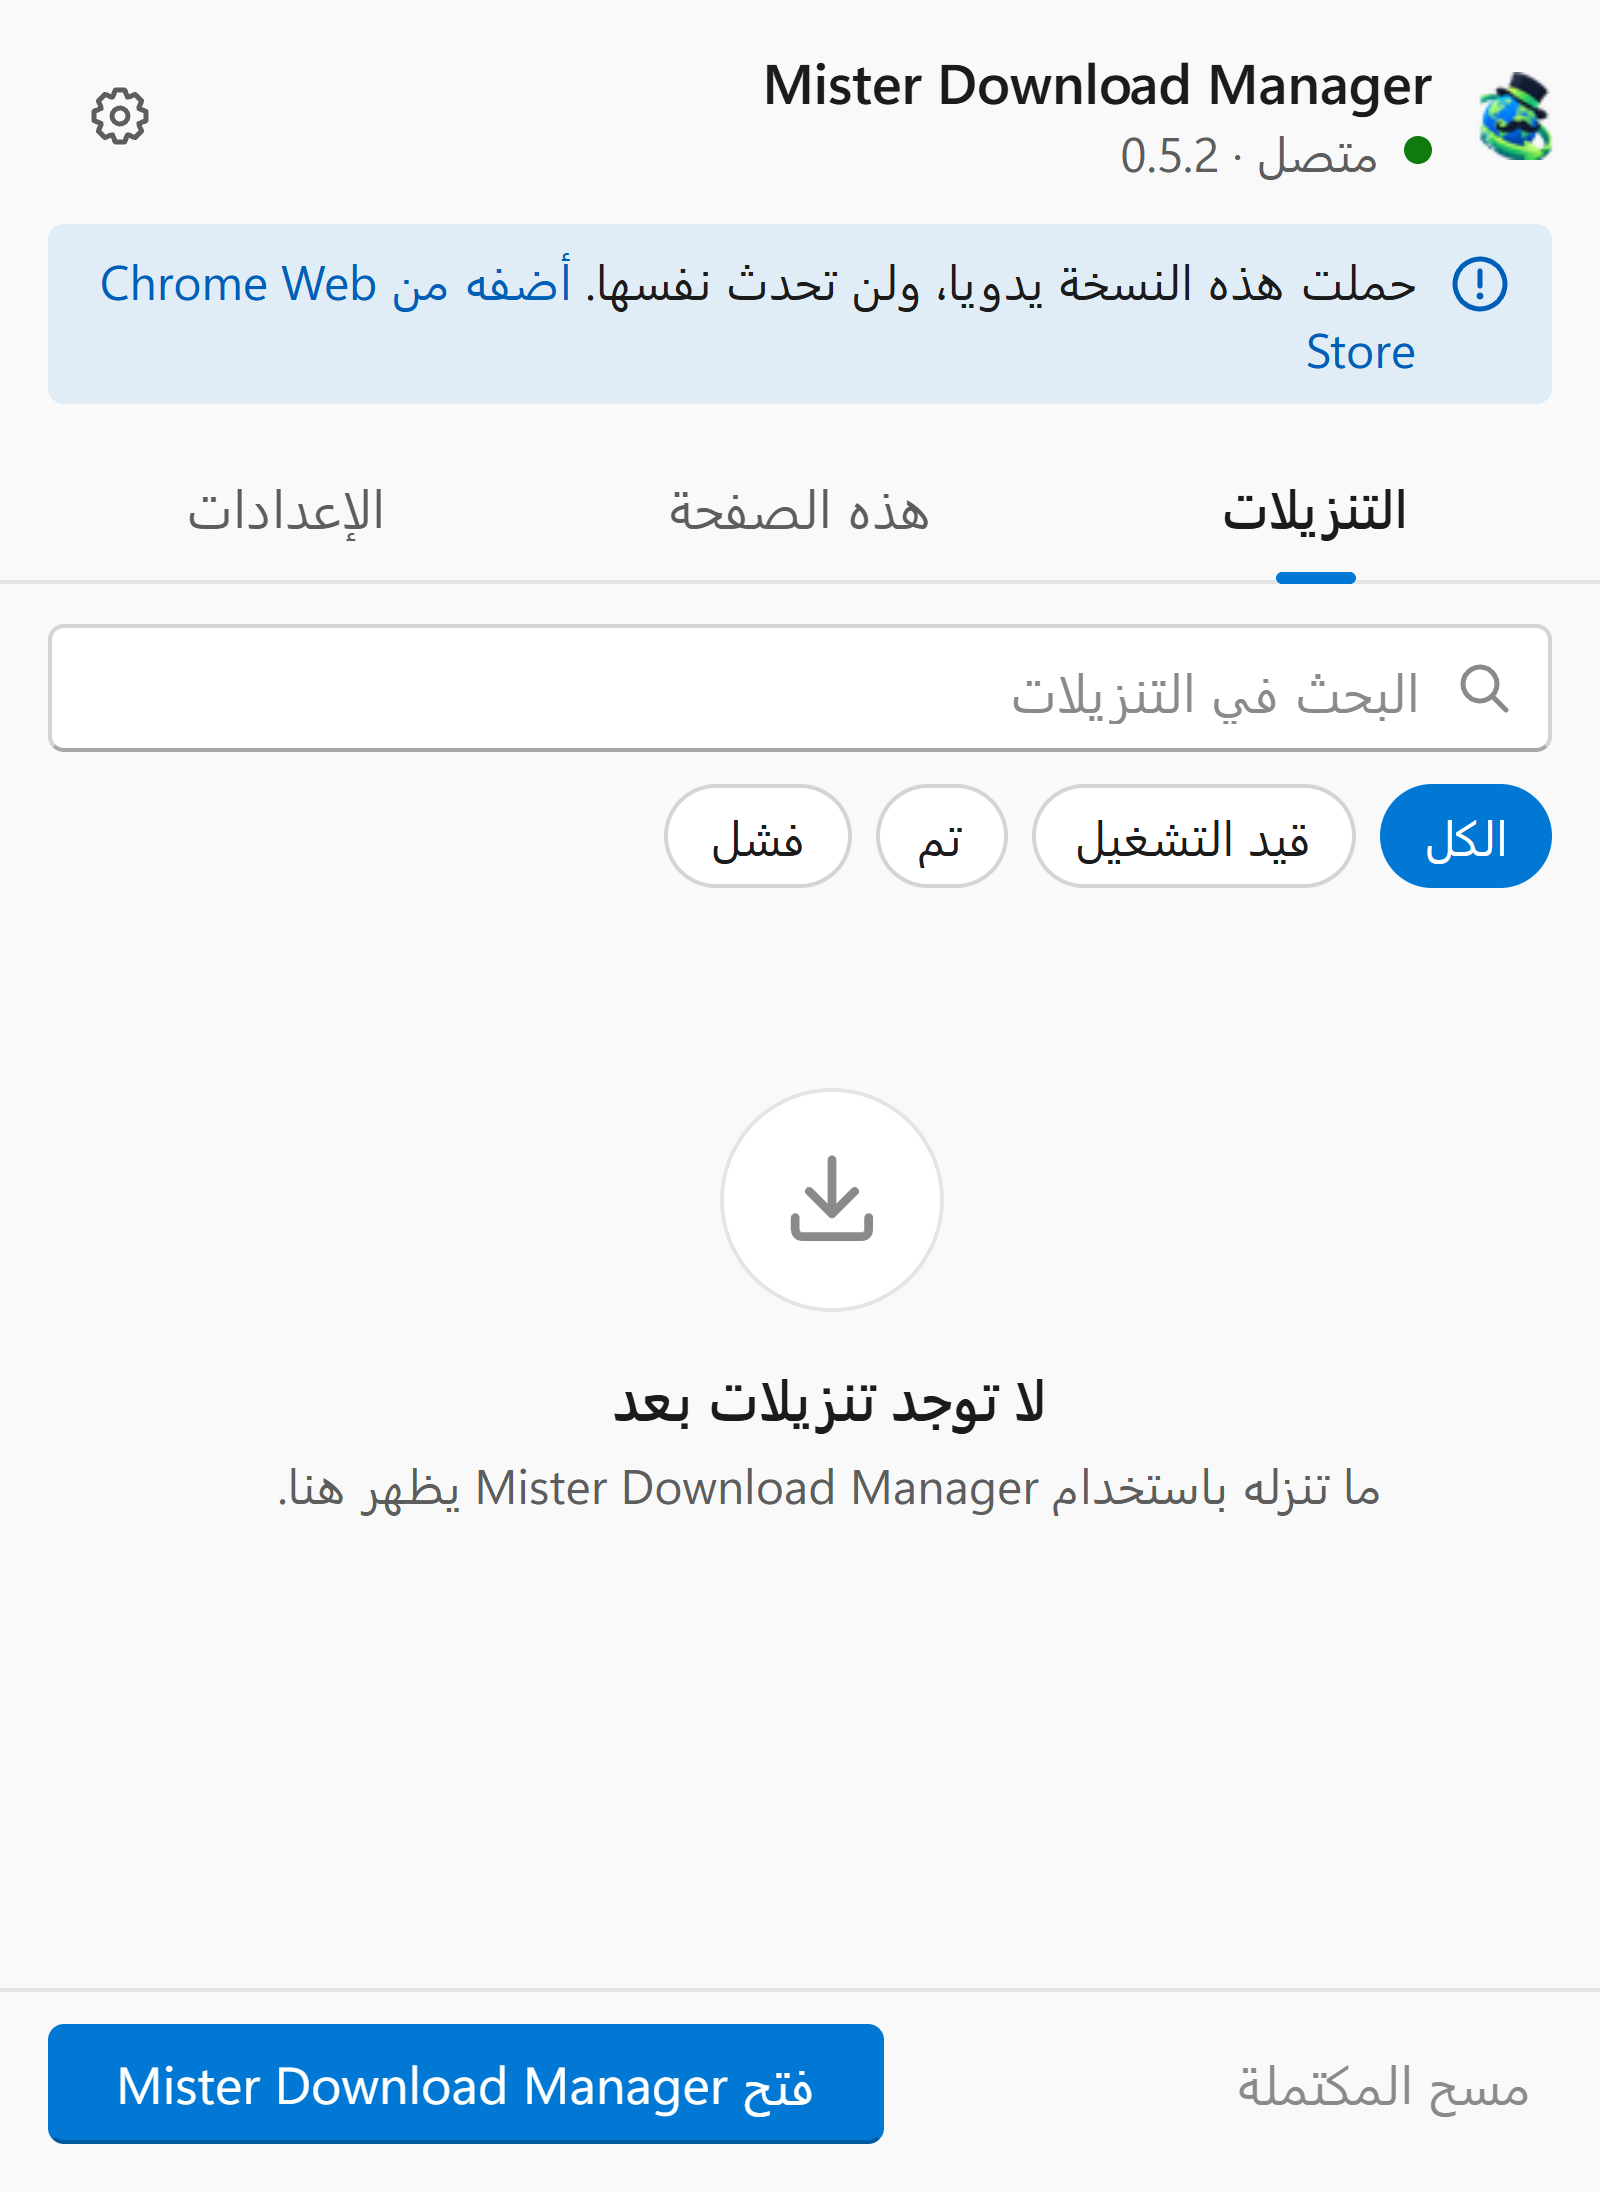 Mister Download Manager
متصل · 0.5.2
حملت هذه النسخة يدويا، ولن تحدث نفسها. أضفه من Chrome Web
Store
التنزيلات
هذه الصفحة
الإعدادات
البحث في التنزيلات
الكل
قيد التشغيل
تم
فشل
لا توجد تنزيلات بعد
ما تنزله باستخدام Mister Download Manager يظهر هنا.
مسح المكتملة
فتح Mister Download Manager